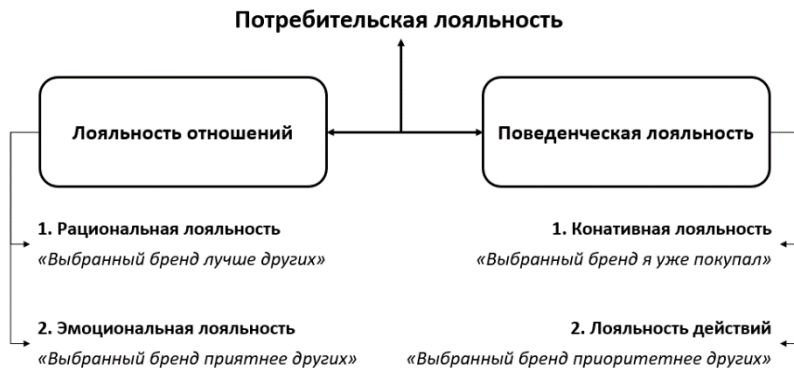 Потребительская лояльность
Лояльность отношений
Поведенческая лояльность
1. Рациональная лояльность
«Выбранный бренд лучше других»
2. Эмоциональная лояльность
«Выбранный бренд приятнее других»
1. Конативная лояльность
«Выбранный бренд я уже покупал»
2. Лояльность действий
«Выбранный бренд приоритетнее других»